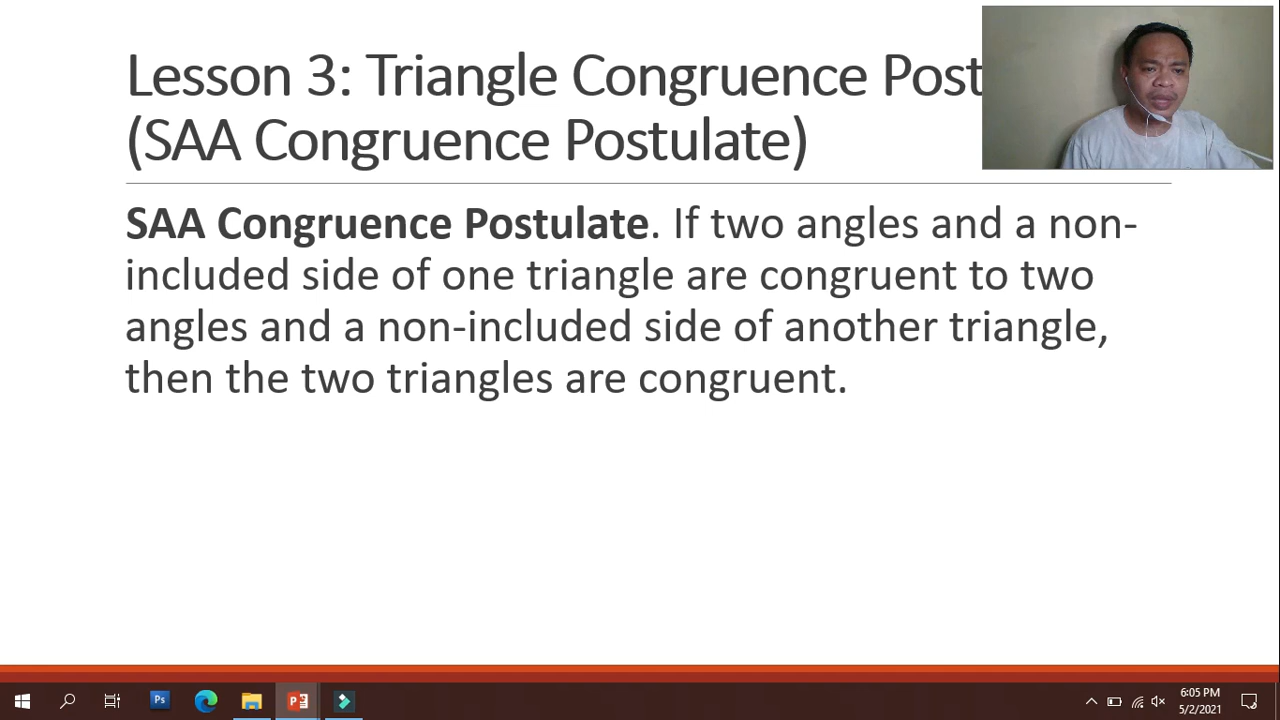 Lesson 3: Triangle Congruence Post
(SAA Congruence Postulate)
SAA Congruence Postulate. If two angles and a non-
included side of one triangle are congruent to two
angles and a non-included side of another triangle,
then the two triangles are congruent.
Ps
P
6:05 PM
5/2/2021